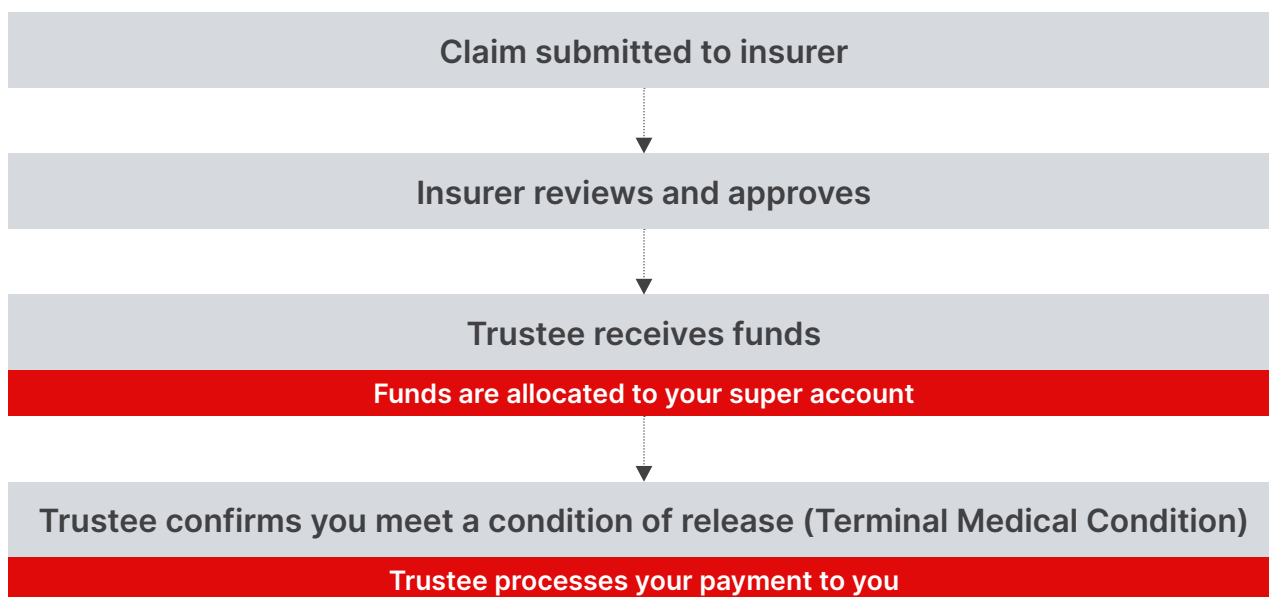 Claim submitted to insurer
Insurer reviews and approves
Trustee receives funds
Funds are allocated to your super account
Trustee confirms you meet a condition of release (Terminal Medical Condition)
Trustee processes your payment to you